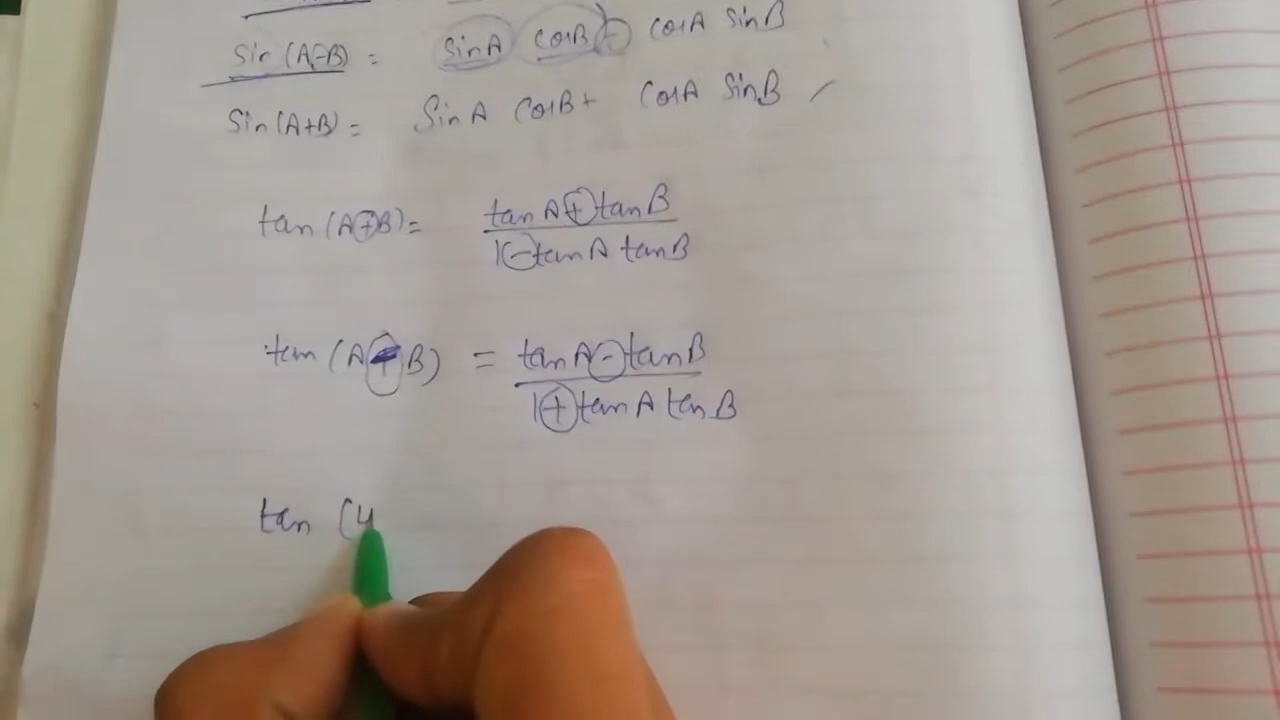 Sin (A-B) = SinA CosB - CosA SinB
Sin (A+B) = SinA CosB + CosA SinB
tan (A+B) = tanA + tanB
1 - tanA tanB
tan (A-B) = tanA - tanB
1 + tanA tanB
tan (4